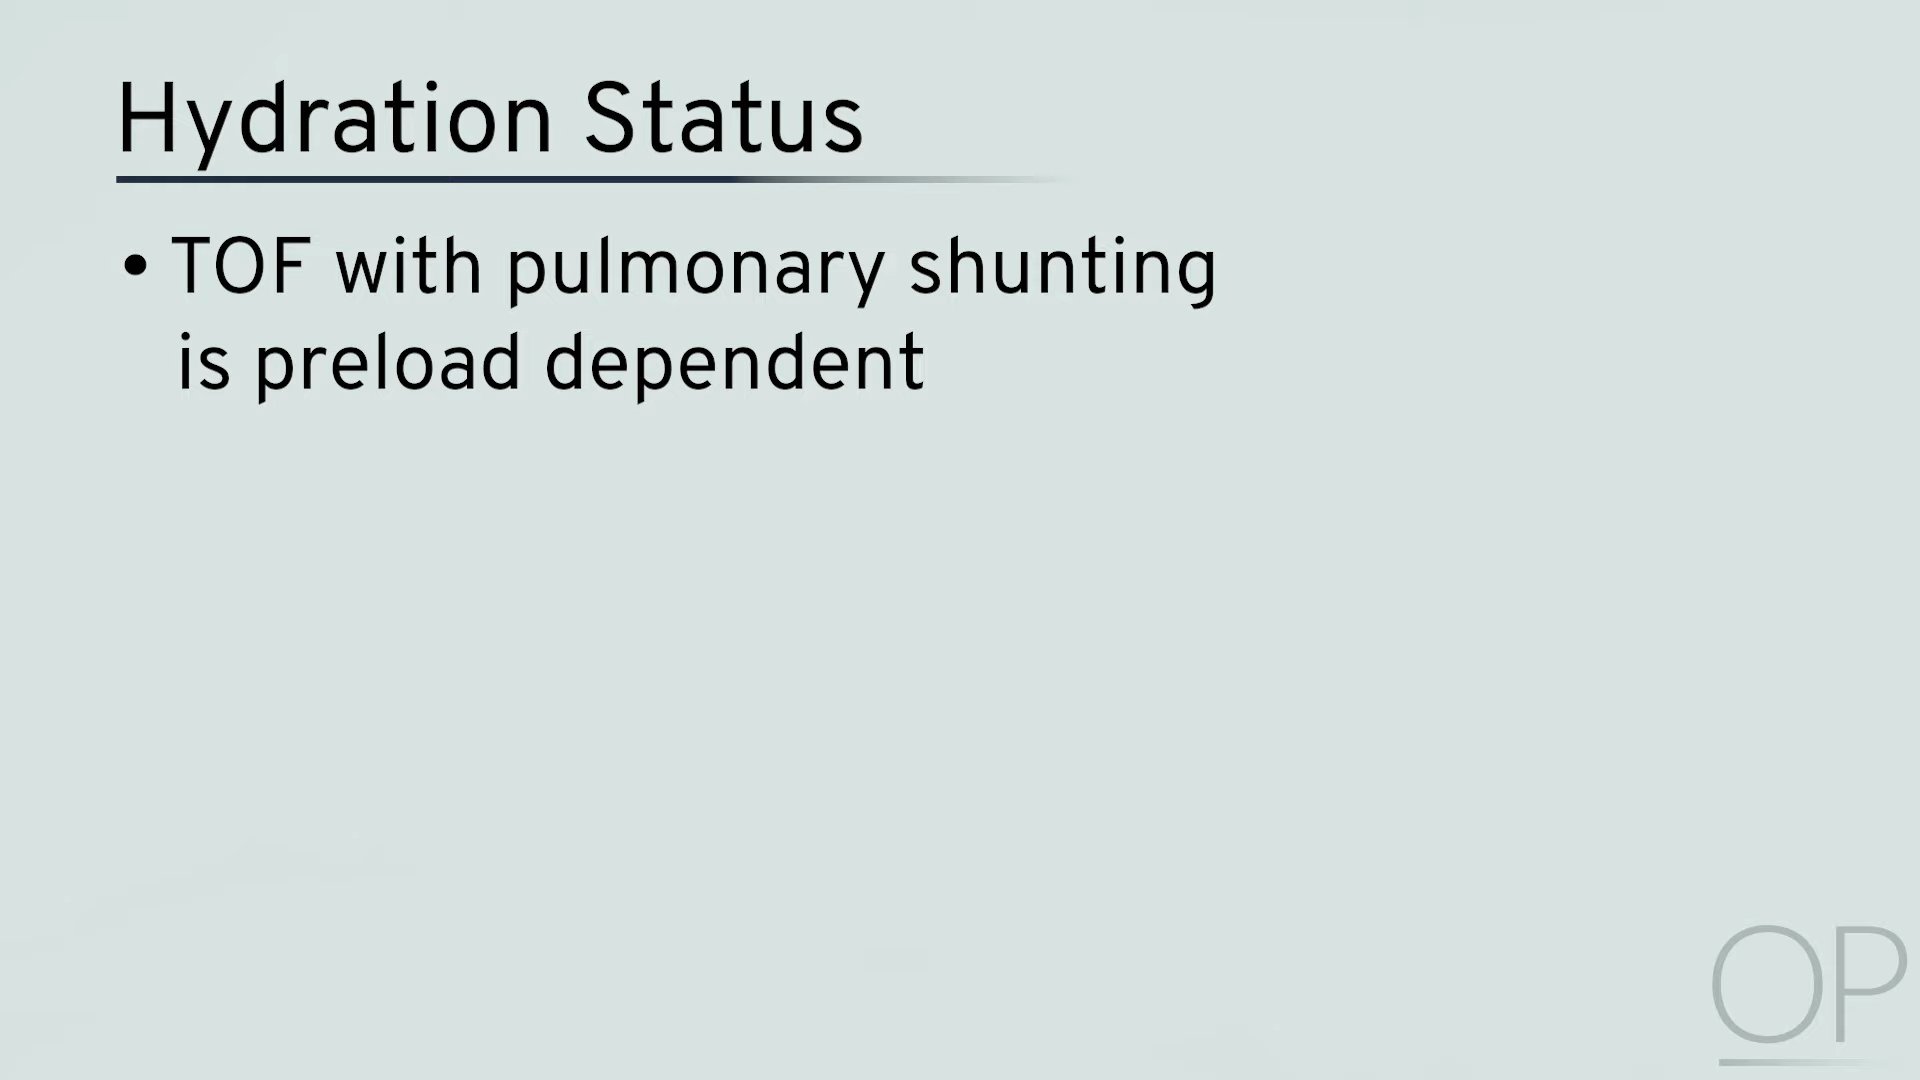 Hydration Status
• TOF with pulmonary shunting
is preload dependent
OP